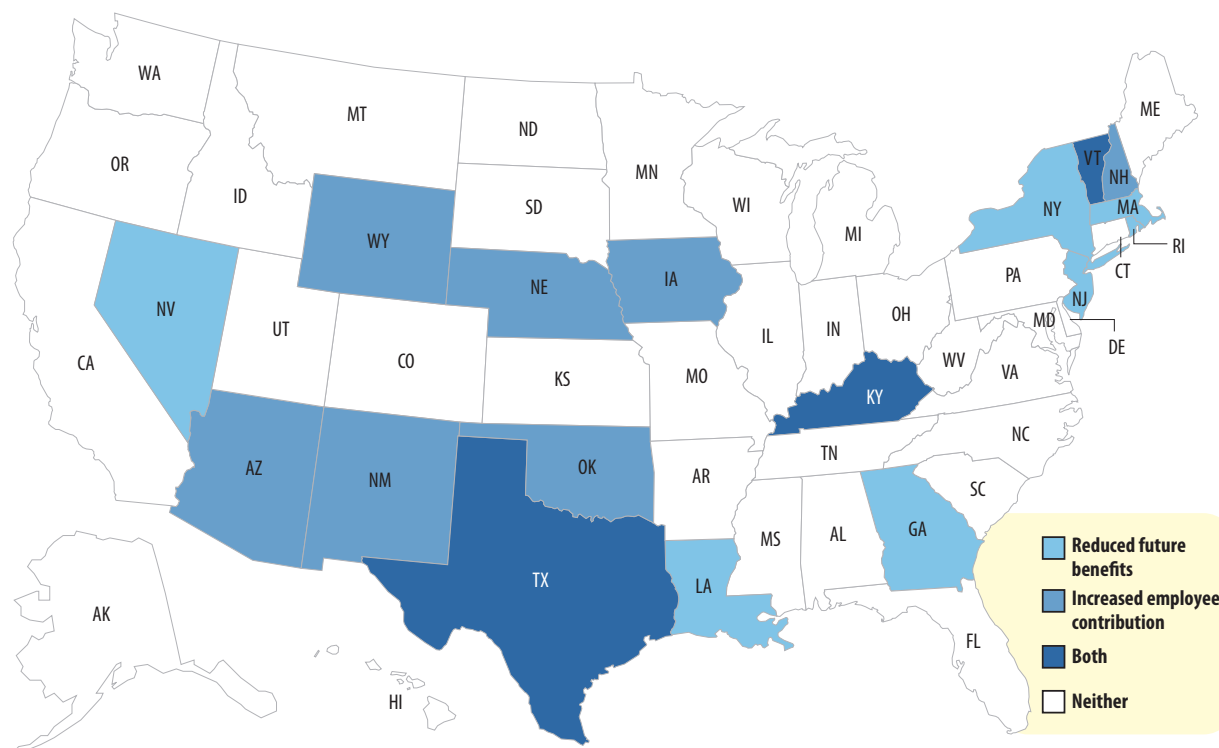 WA
MT
ND
ME
OR
ID
MN
VT
NH
SD
WI
NY
MA
WY
MI
RI
CT
PA
NV
NE
IA
NJ
OH
MD
DE
UT
IL
IN
CA
CO
WV
VA
KS
MO
KY
NC
TN
AZ
NM
OK
AR
SC
MS
AL
GA
TX
LA
AK
FL
HI
Reduced future
benefits
Increased employee
contribution
Both
Neither